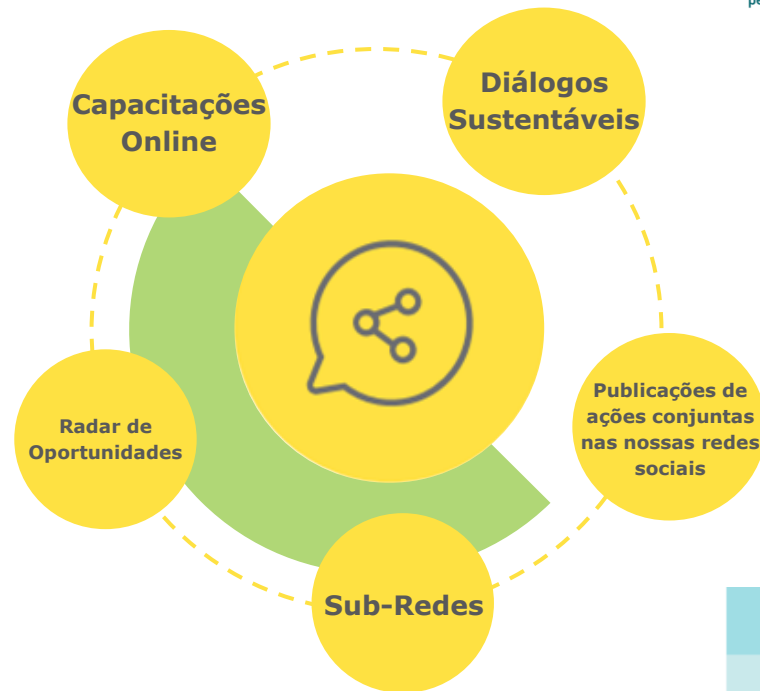 Capacitações
Online
Diálogos
Sustentáveis
Radar de
Oportunidades
Publicações de
ações conjuntas
nas nossas redes
sociais
Sub-Redes